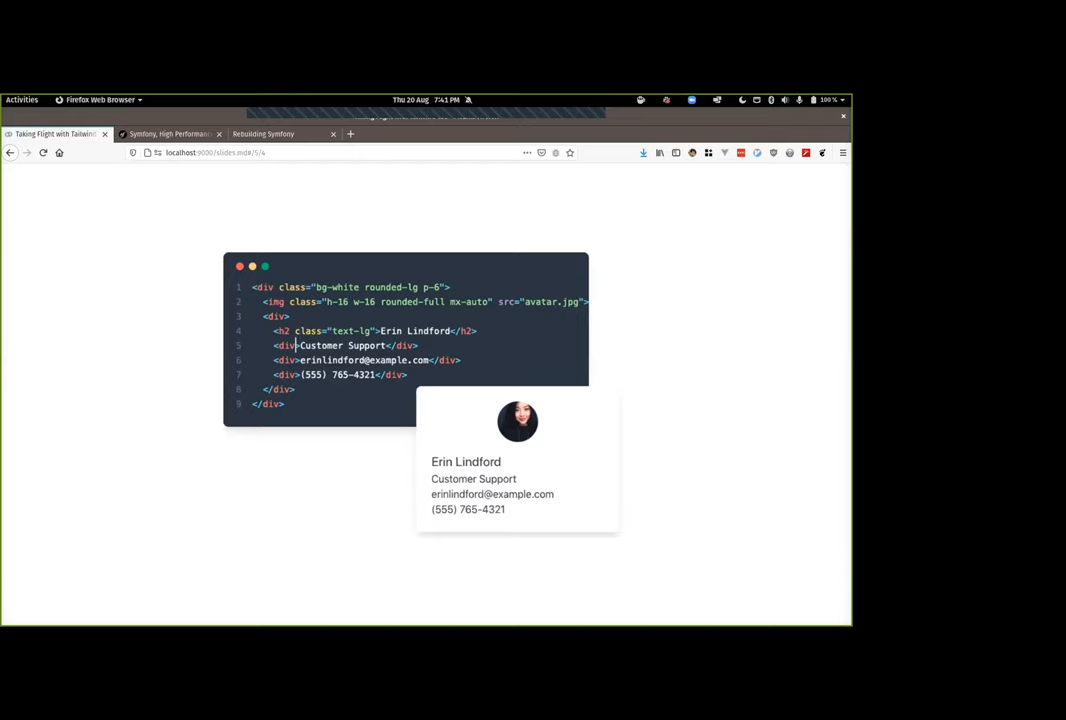 Activities
Firefox Web Browser
Thu 20 Aug 7:41 PM
100 %
Taking Flight with Tailwind
Symfony, High Performanc
Rebuilding Symfony
localhost:9000/slides.md#/5/4
1 <div class="bg-white rounded-lg p-6">
2 <img class="h-16 w-16 rounded-full mx-auto" src="avatar.jpg">
3 <div>
4 <h2 class="text-lg">Erin Lindford</h2>
5 <div>Customer Support</div>
6 <div>erinlindford@example.com</div>
7 <div>(555) 765-4321</div>
8 </div>
9 </div>
Erin Lindford
Customer Support
erinlindford@example.com
(555) 765-4321